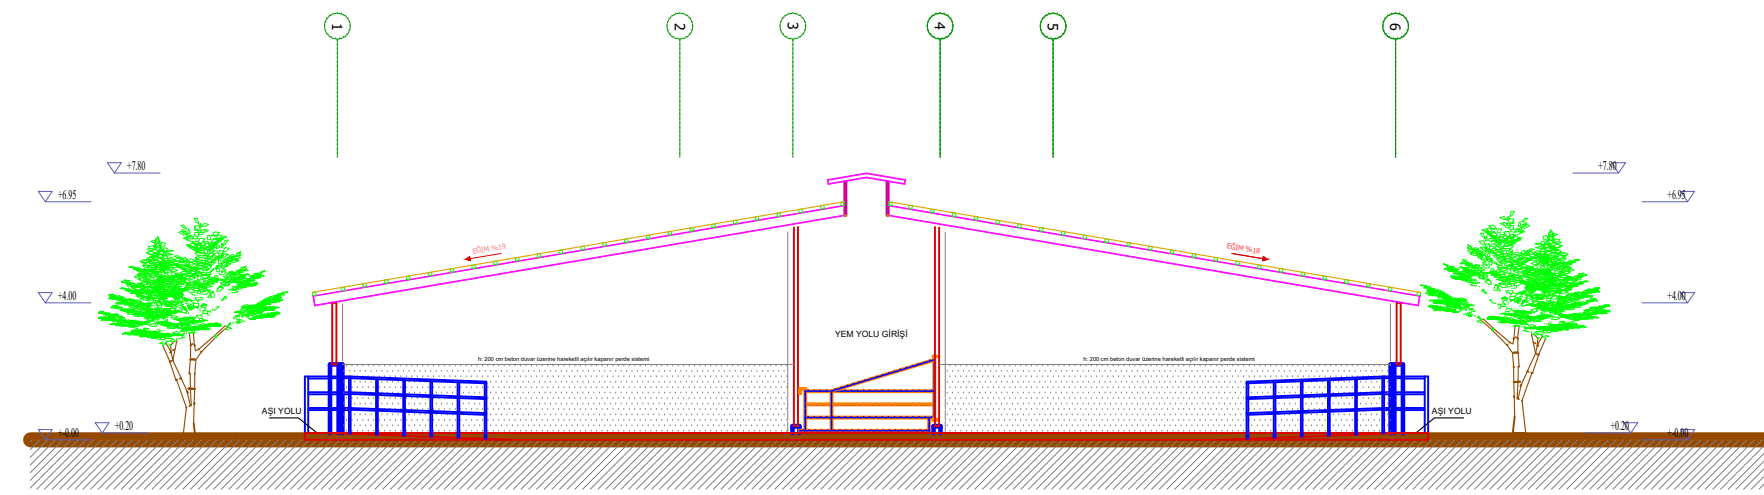 1 2 3 4 5 6
+7.80 +7.80
+6.95 +6.95
EĞİM %19 EĞİM %18
+4.00 +4.00
YEM YOLU GİRİŞİ
h: 200 cm beton duvar üzerine hareketli açılır kapanır perde sistemi h: 200 cm beton duvar üzerine hareketli açılır kapanır perde sistemi
AŞI YOLU AŞI YOLU
+0.20 +0.20
+-0.00 +-0.00